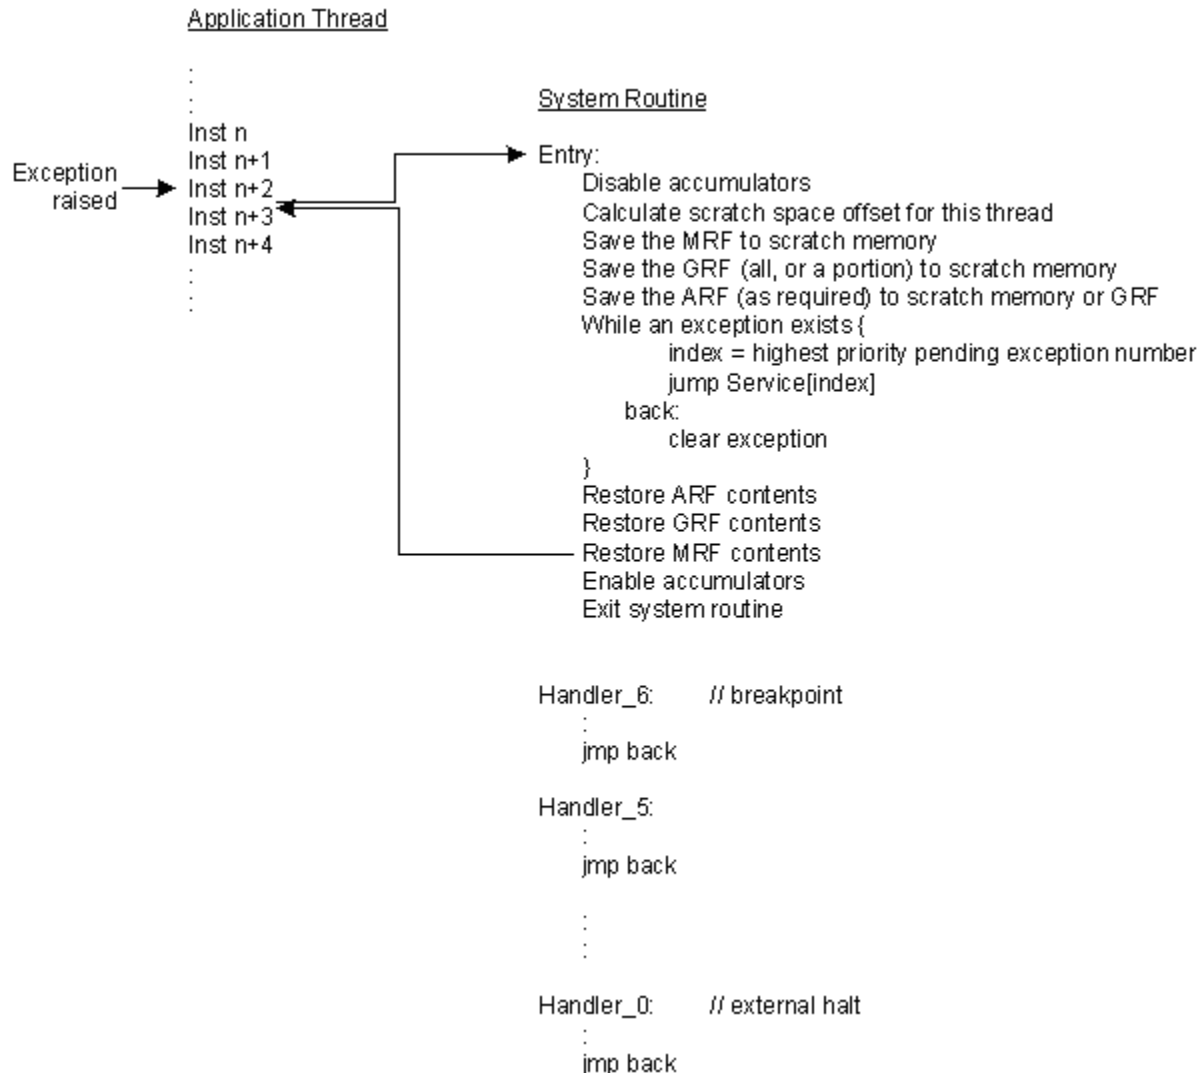 Application Thread
:
:
Inst n
Inst n+1
Inst n+2
Inst n+3
Inst n+4
:
:
Exception
raised
System Routine
Entry:
Disable accumulators
Calculate scratch space offset for this thread
Save the MRF to scratch memory
Save the GRF (all, or a portion) to scratch memory
Save the ARF (as required) to scratch memory or GRF
While an exception exists {
index = highest priority pending exception number
jump Service[index]
back:
clear exception
}
Restore ARF contents
Restore GRF contents
Restore MRF contents
Enable accumulators
Exit system routine
Handler_6: // breakpoint
:
jmp back
Handler_5:
:
jmp back
:
:
Handler_0: // external halt
:
jmp back